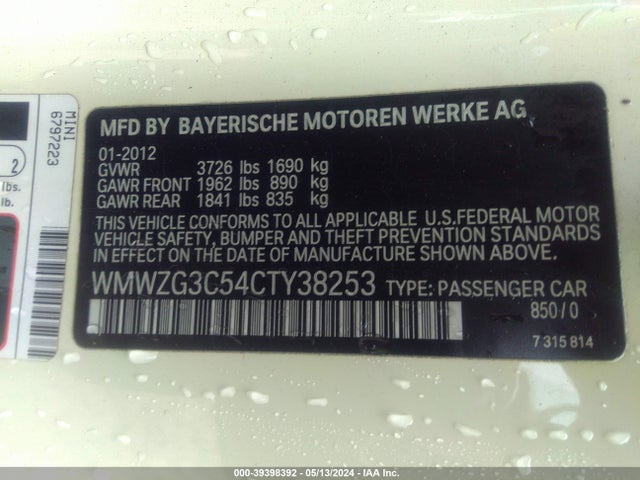 MFD BY BAYERISCHE MOTOREN WERKE AG
01-2012
GVWR 3726 lbs 1690 kg
GAWR FRONT 1962 lbs 890 kg
GAWR REAR 1841 lbs 835 kg
THIS VEHICLE CONFORMS TO ALL APPLICABLE U.S.FEDERAL MOTOR
VEHICLE SAFETY, BUMPER AND THEFT PREVENTION STANDARDS
IN EFFECT ON THE DATE OF MANUFACTURE SHOWN ABOVE.
WMWZG3C54CTY38253 TYPE: PASSENGER CAR
850/0
7 315 814
MINI
6797223
2
lbs.
lb.
000-39398392 - 05/13/2024 - IAA Inc.